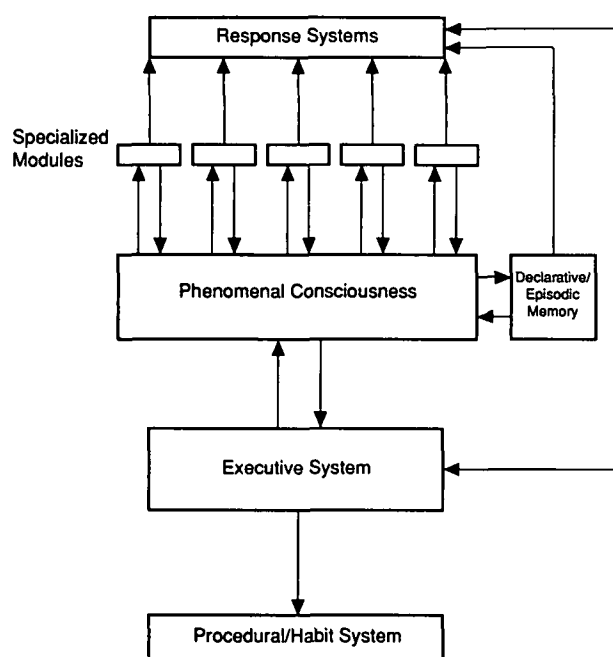 Response Systems
Specialized
Modules
Phenomenal Consciousness
Declarative/
Episodic
Memory
Executive System
Procedural/Habit System